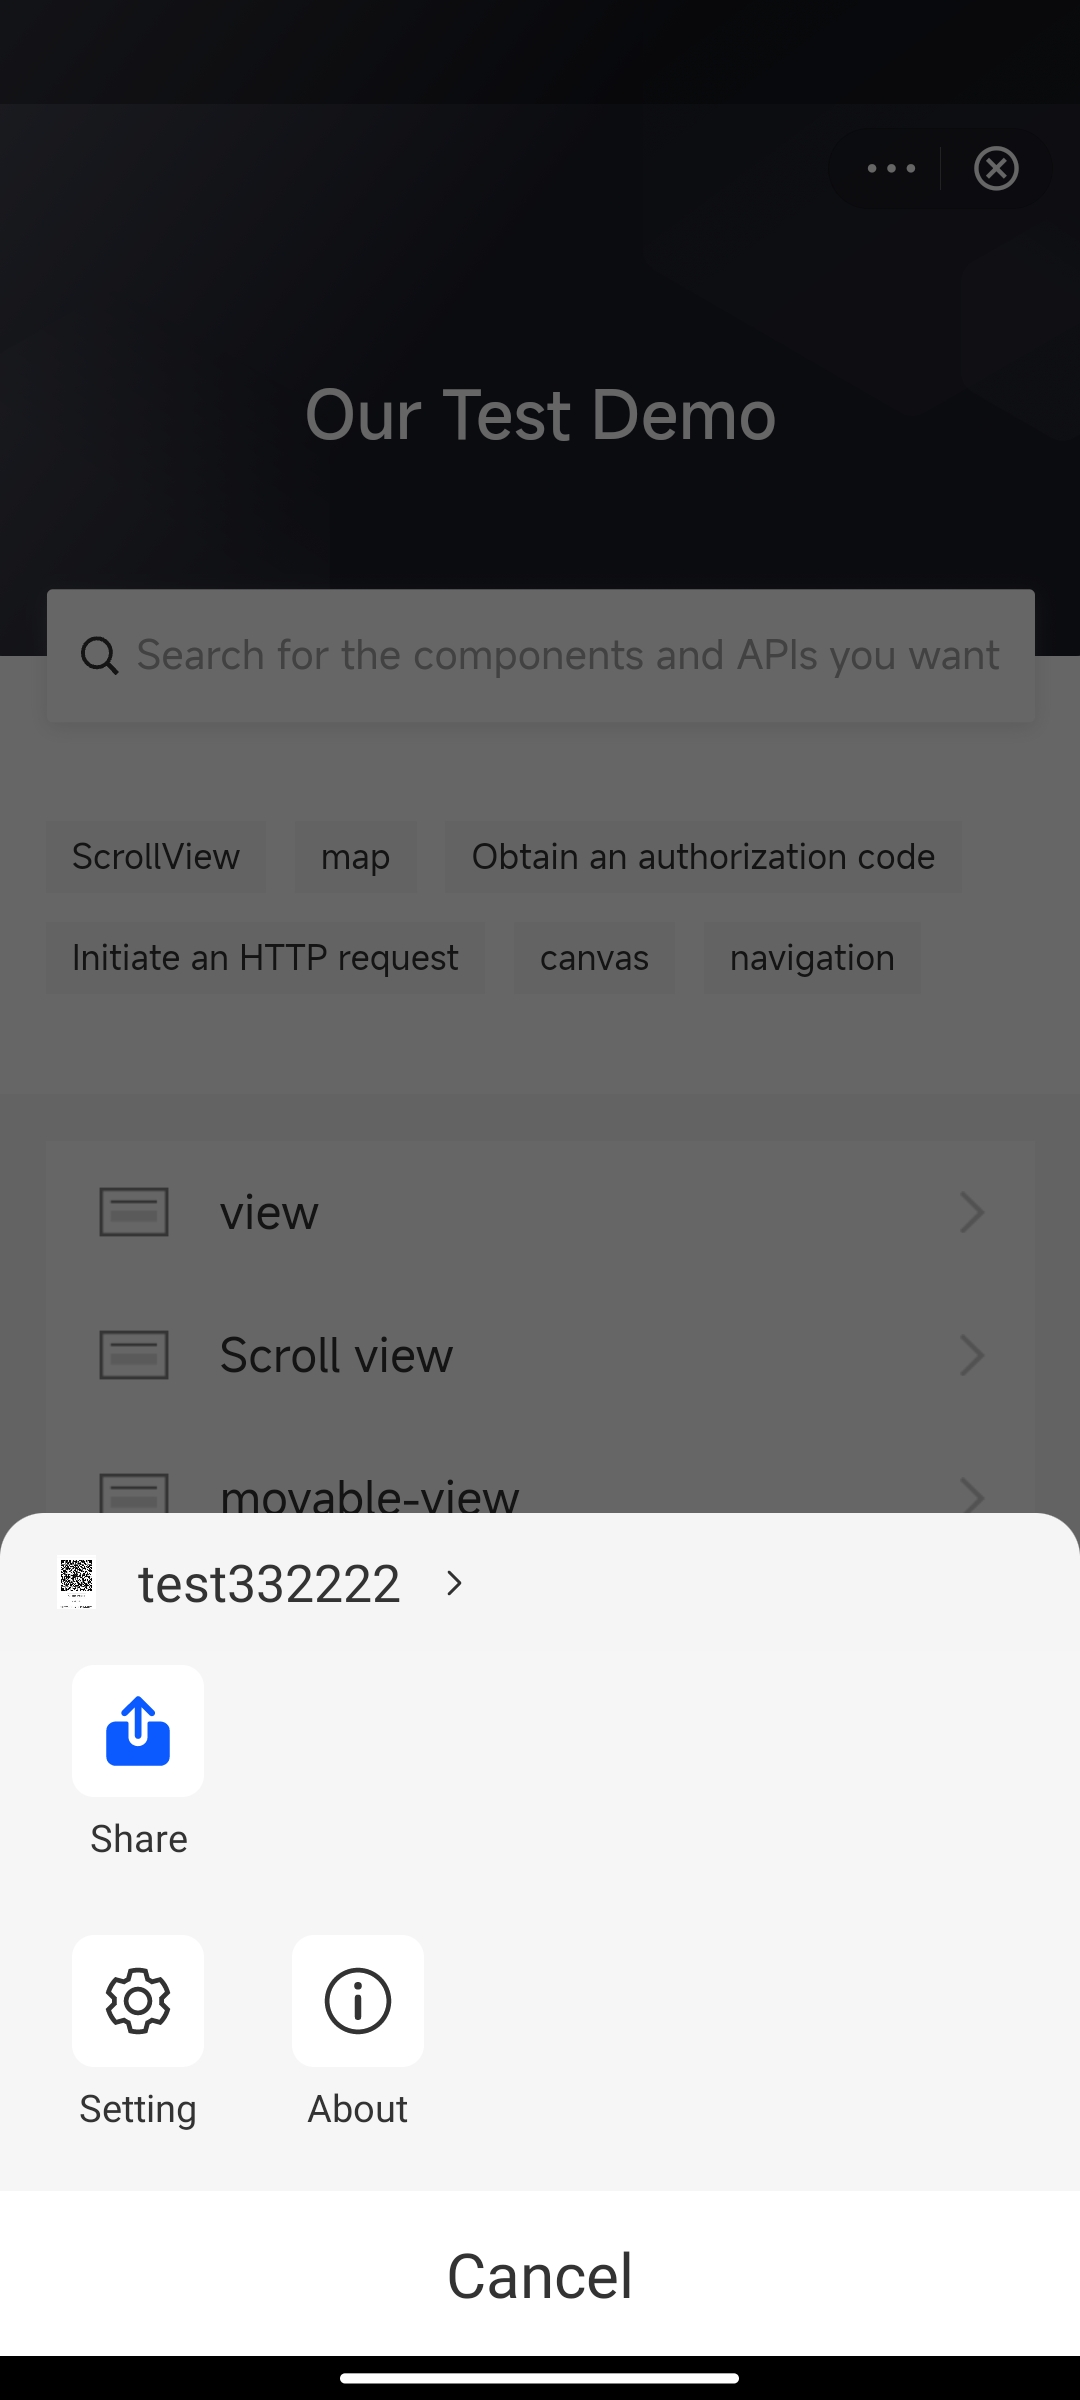 Our Test Demo
Search for the components and APIs you want
ScrollView map Obtain an authorization code
Initiate an HTTP request canvas navigation
view
Scroll view
movable-view
test332222
Share
Setting About
Cancel